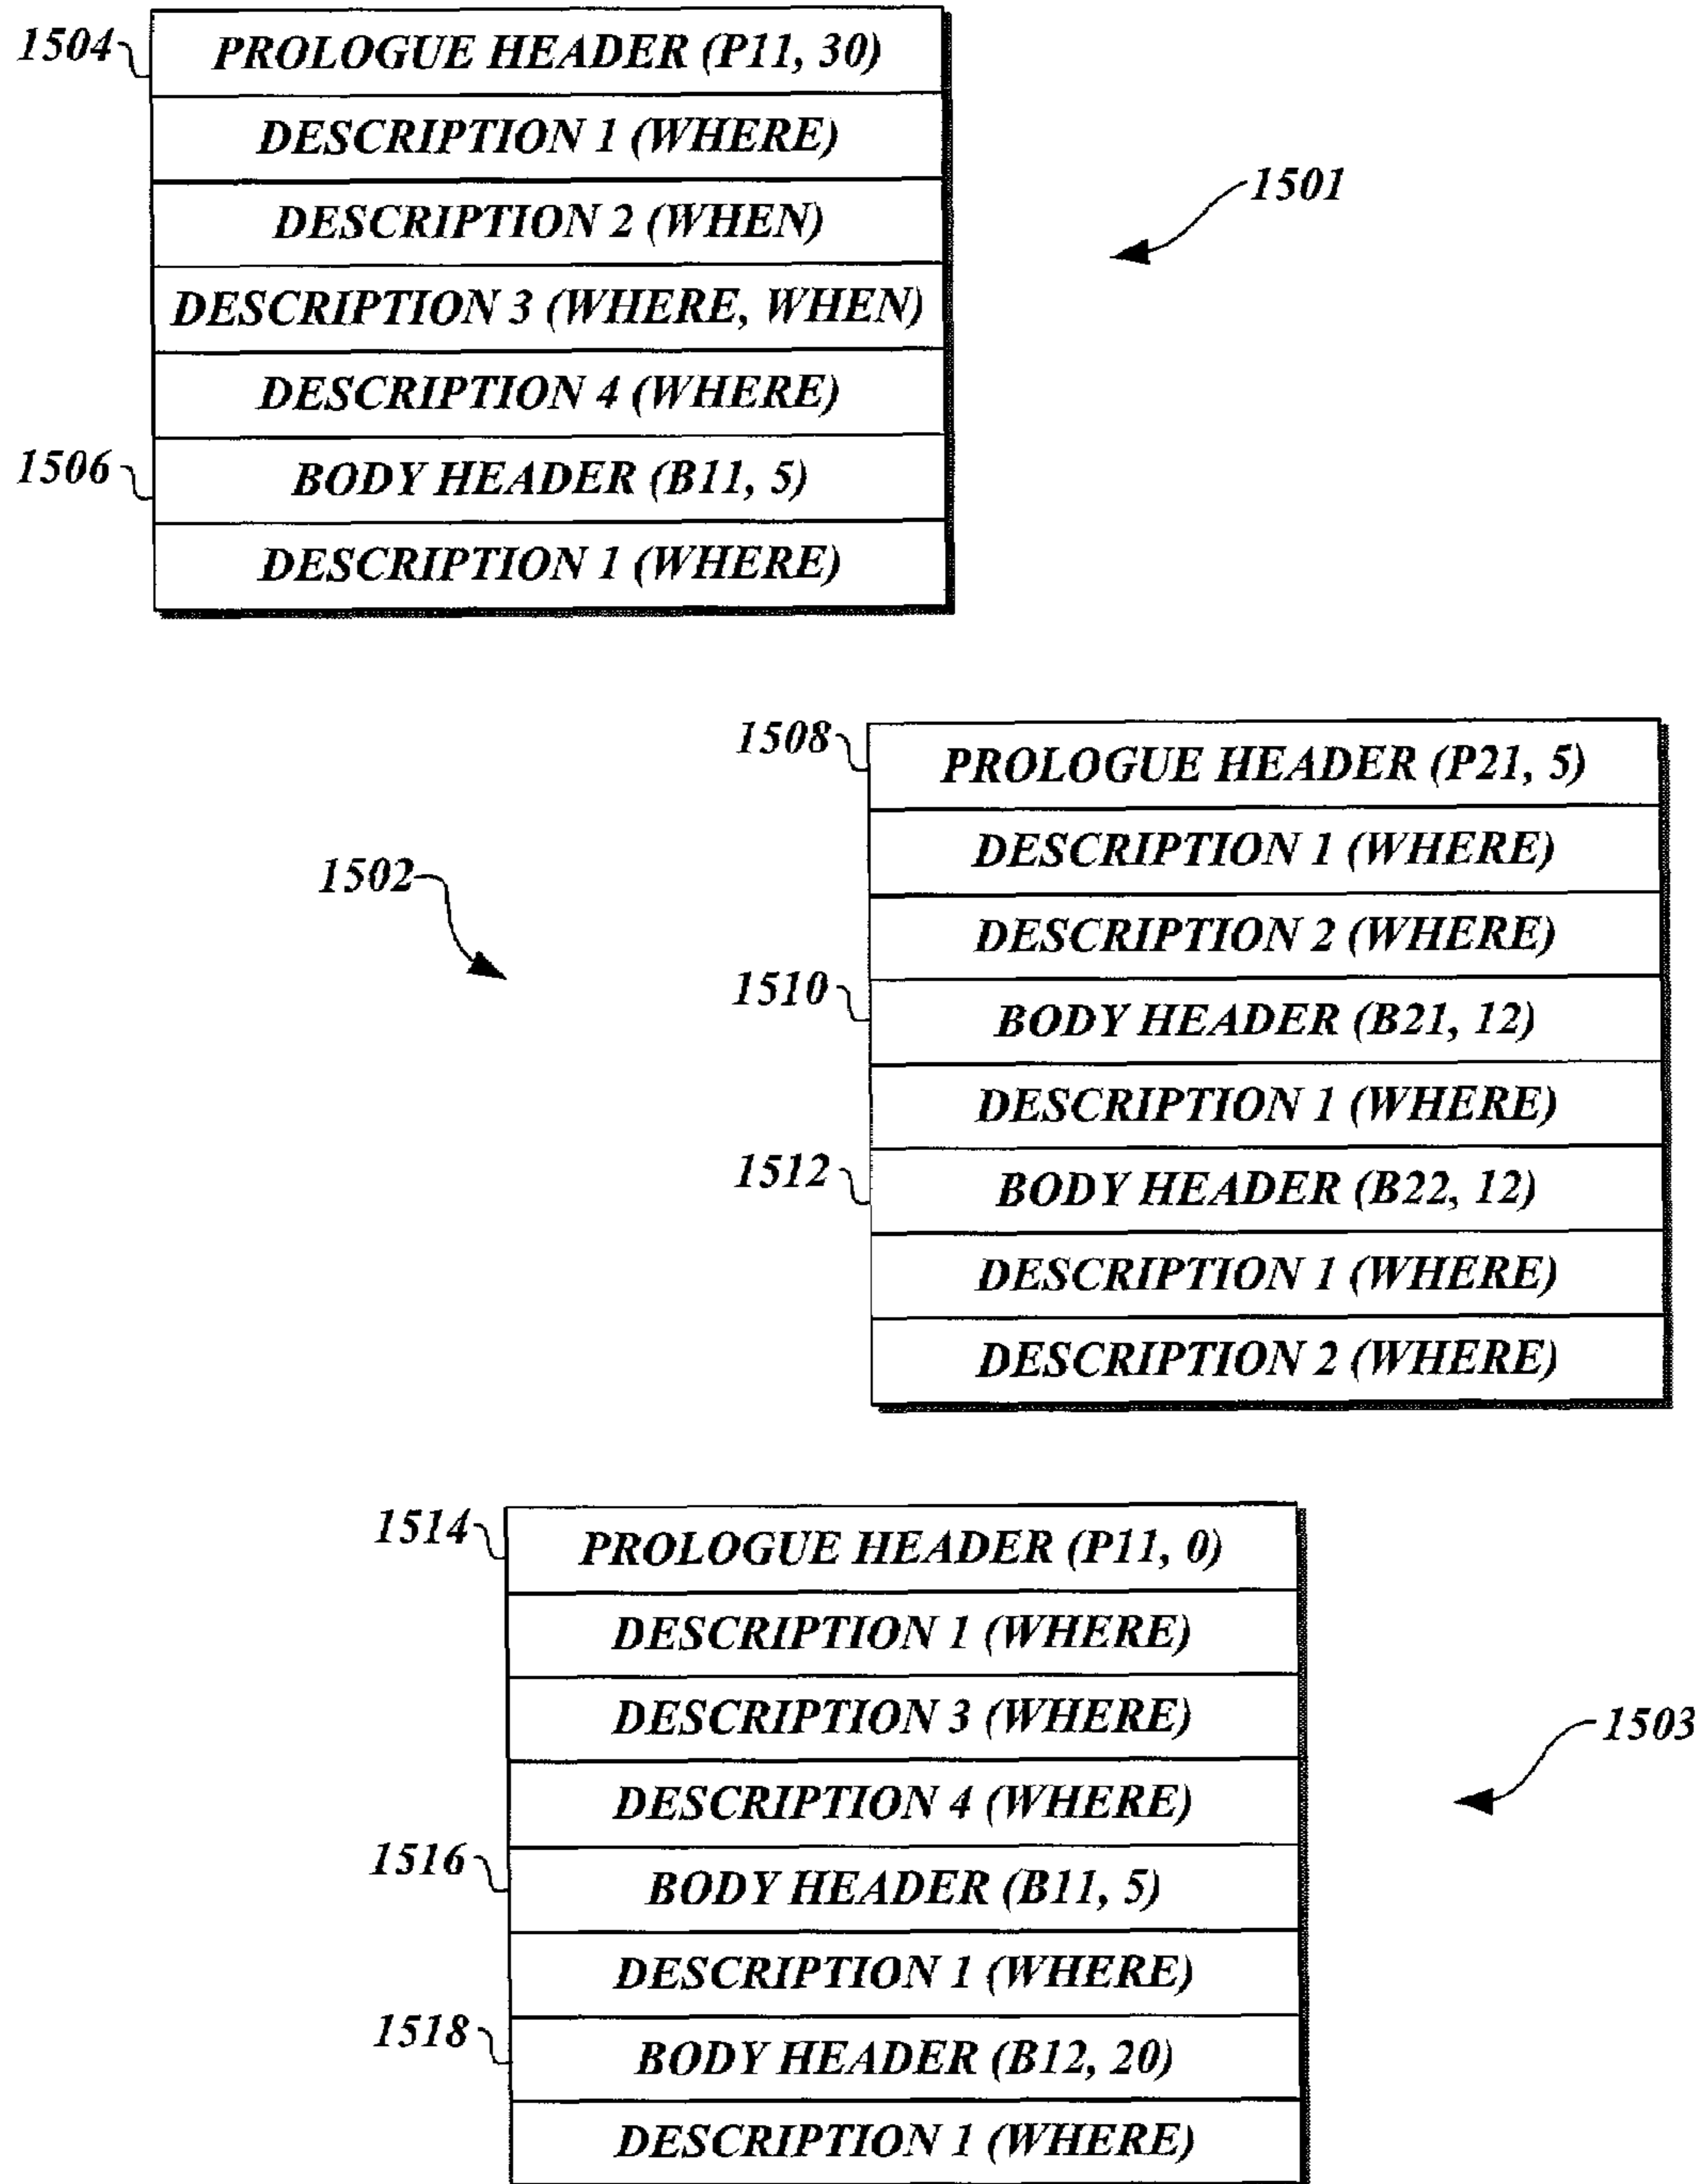 1504 PROLOGUE HEADER (P11, 30)
DESCRIPTION 1 (WHERE)
DESCRIPTION 2 (WHEN)
1501
DESCRIPTION 3 (WHERE, WHEN)
DESCRIPTION 4 (WHERE)
1506 BODY HEADER (B11, 5)
DESCRIPTION 1 (WHERE)
1508 PROLOGUE HEADER (P21, 5)
DESCRIPTION 1 (WHERE)
1502
DESCRIPTION 2 (WHERE)
1510 BODY HEADER (B21, 12)
DESCRIPTION 1 (WHERE)
1512 BODY HEADER (B22, 12)
DESCRIPTION 1 (WHERE)
DESCRIPTION 2 (WHERE)
1514 PROLOGUE HEADER (P11, 0)
DESCRIPTION 1 (WHERE)
DESCRIPTION 3 (WHERE)
1503
DESCRIPTION 4 (WHERE)
1516 BODY HEADER (B11, 5)
DESCRIPTION 1 (WHERE)
1518 BODY HEADER (B12, 20)
DESCRIPTION 1 (WHERE)